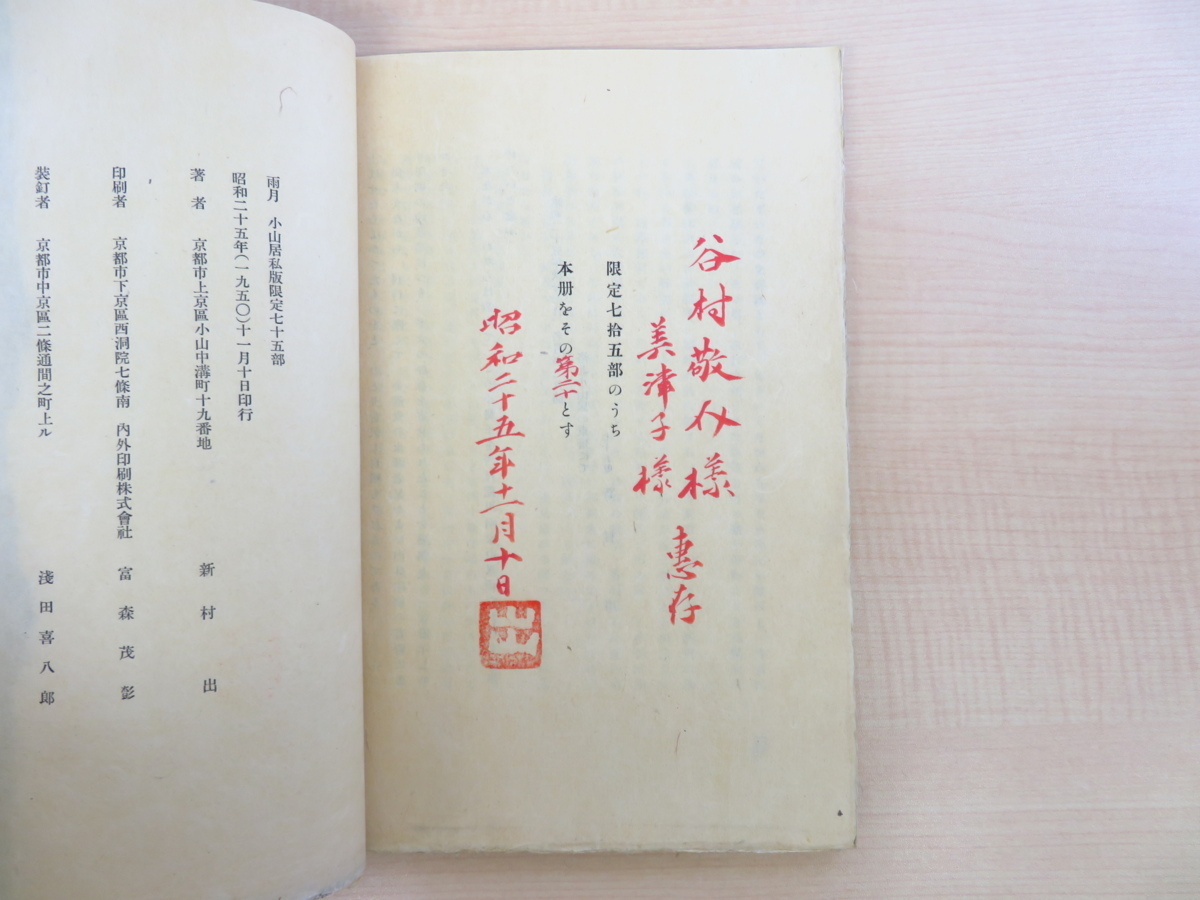 谷村敬介様
美津子様 惠存
限定七拾五部のうち
本册をその第二十とす
昭和二十五年十一月十日
出
雨月 小山居私版限定七十五部
昭和二十五年(一九五〇)十一月十日印行
著者 京都市上京區小山中溝町十九番地 新村出
印刷者 京都市下京區西洞院七條南 內外印刷株式會社 富森茂彭
裝釘者 京都市中京區二條通間之町上ル 淺田喜八郎